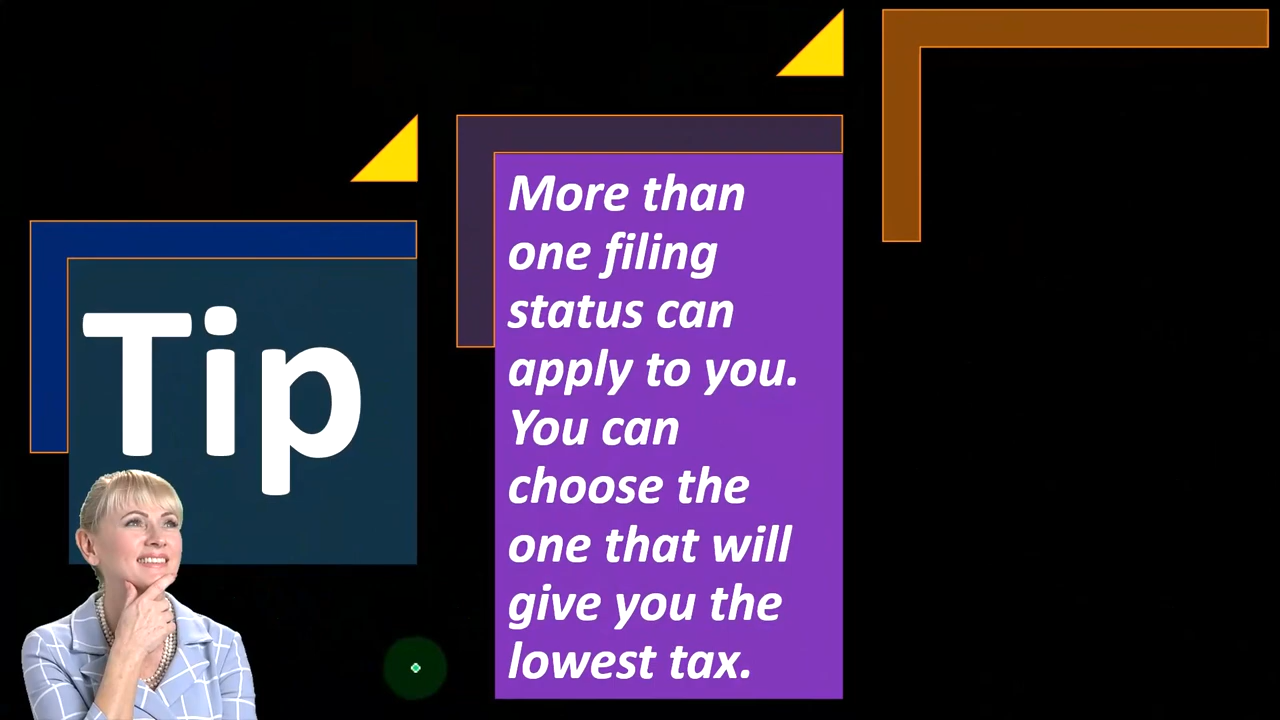 Tip
More than
one filing
status can
apply to you.
You can
choose the
one that will
give you the
lowest tax.